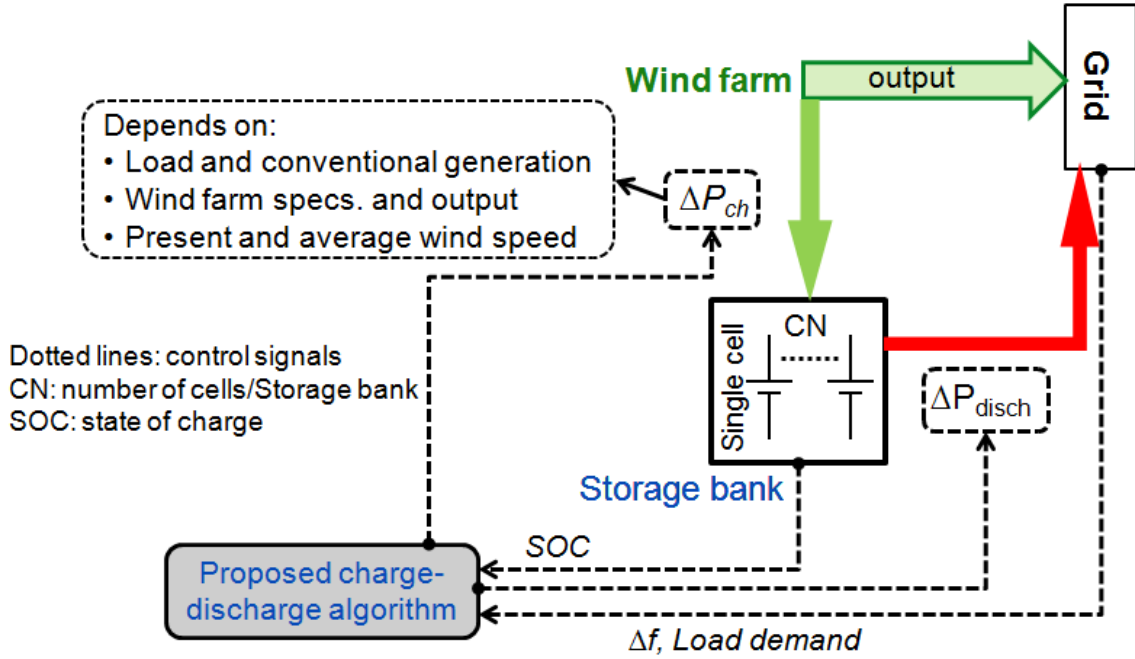 Wind farm
output
Grid
Depends on:
• Load and conventional generation
• Wind farm specs. and output
• Present and average wind speed
ΔP_ch
CN
Single cell
Dotted lines: control signals
CN: number of cells/Storage bank
SOC: state of charge
ΔP_disch
Storage bank
SOC
Proposed charge-
discharge algorithm
Δf, Load demand